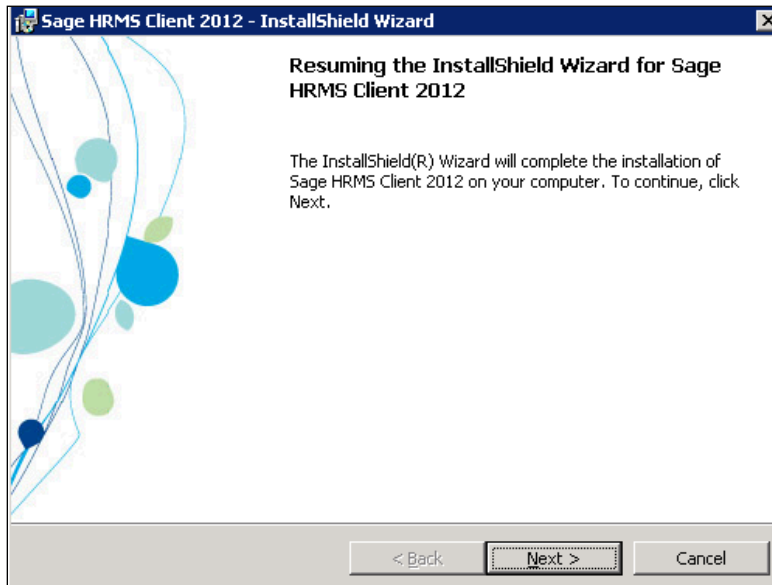 Sage HRMS Client 2012 - InstallShield Wizard
Resuming the InstallShield Wizard for Sage
HRMS Client 2012
The InstallShield(R) Wizard will complete the installation of
Sage HRMS Client 2012 on your computer. To continue, click
Next.
< Back
Next >
Cancel